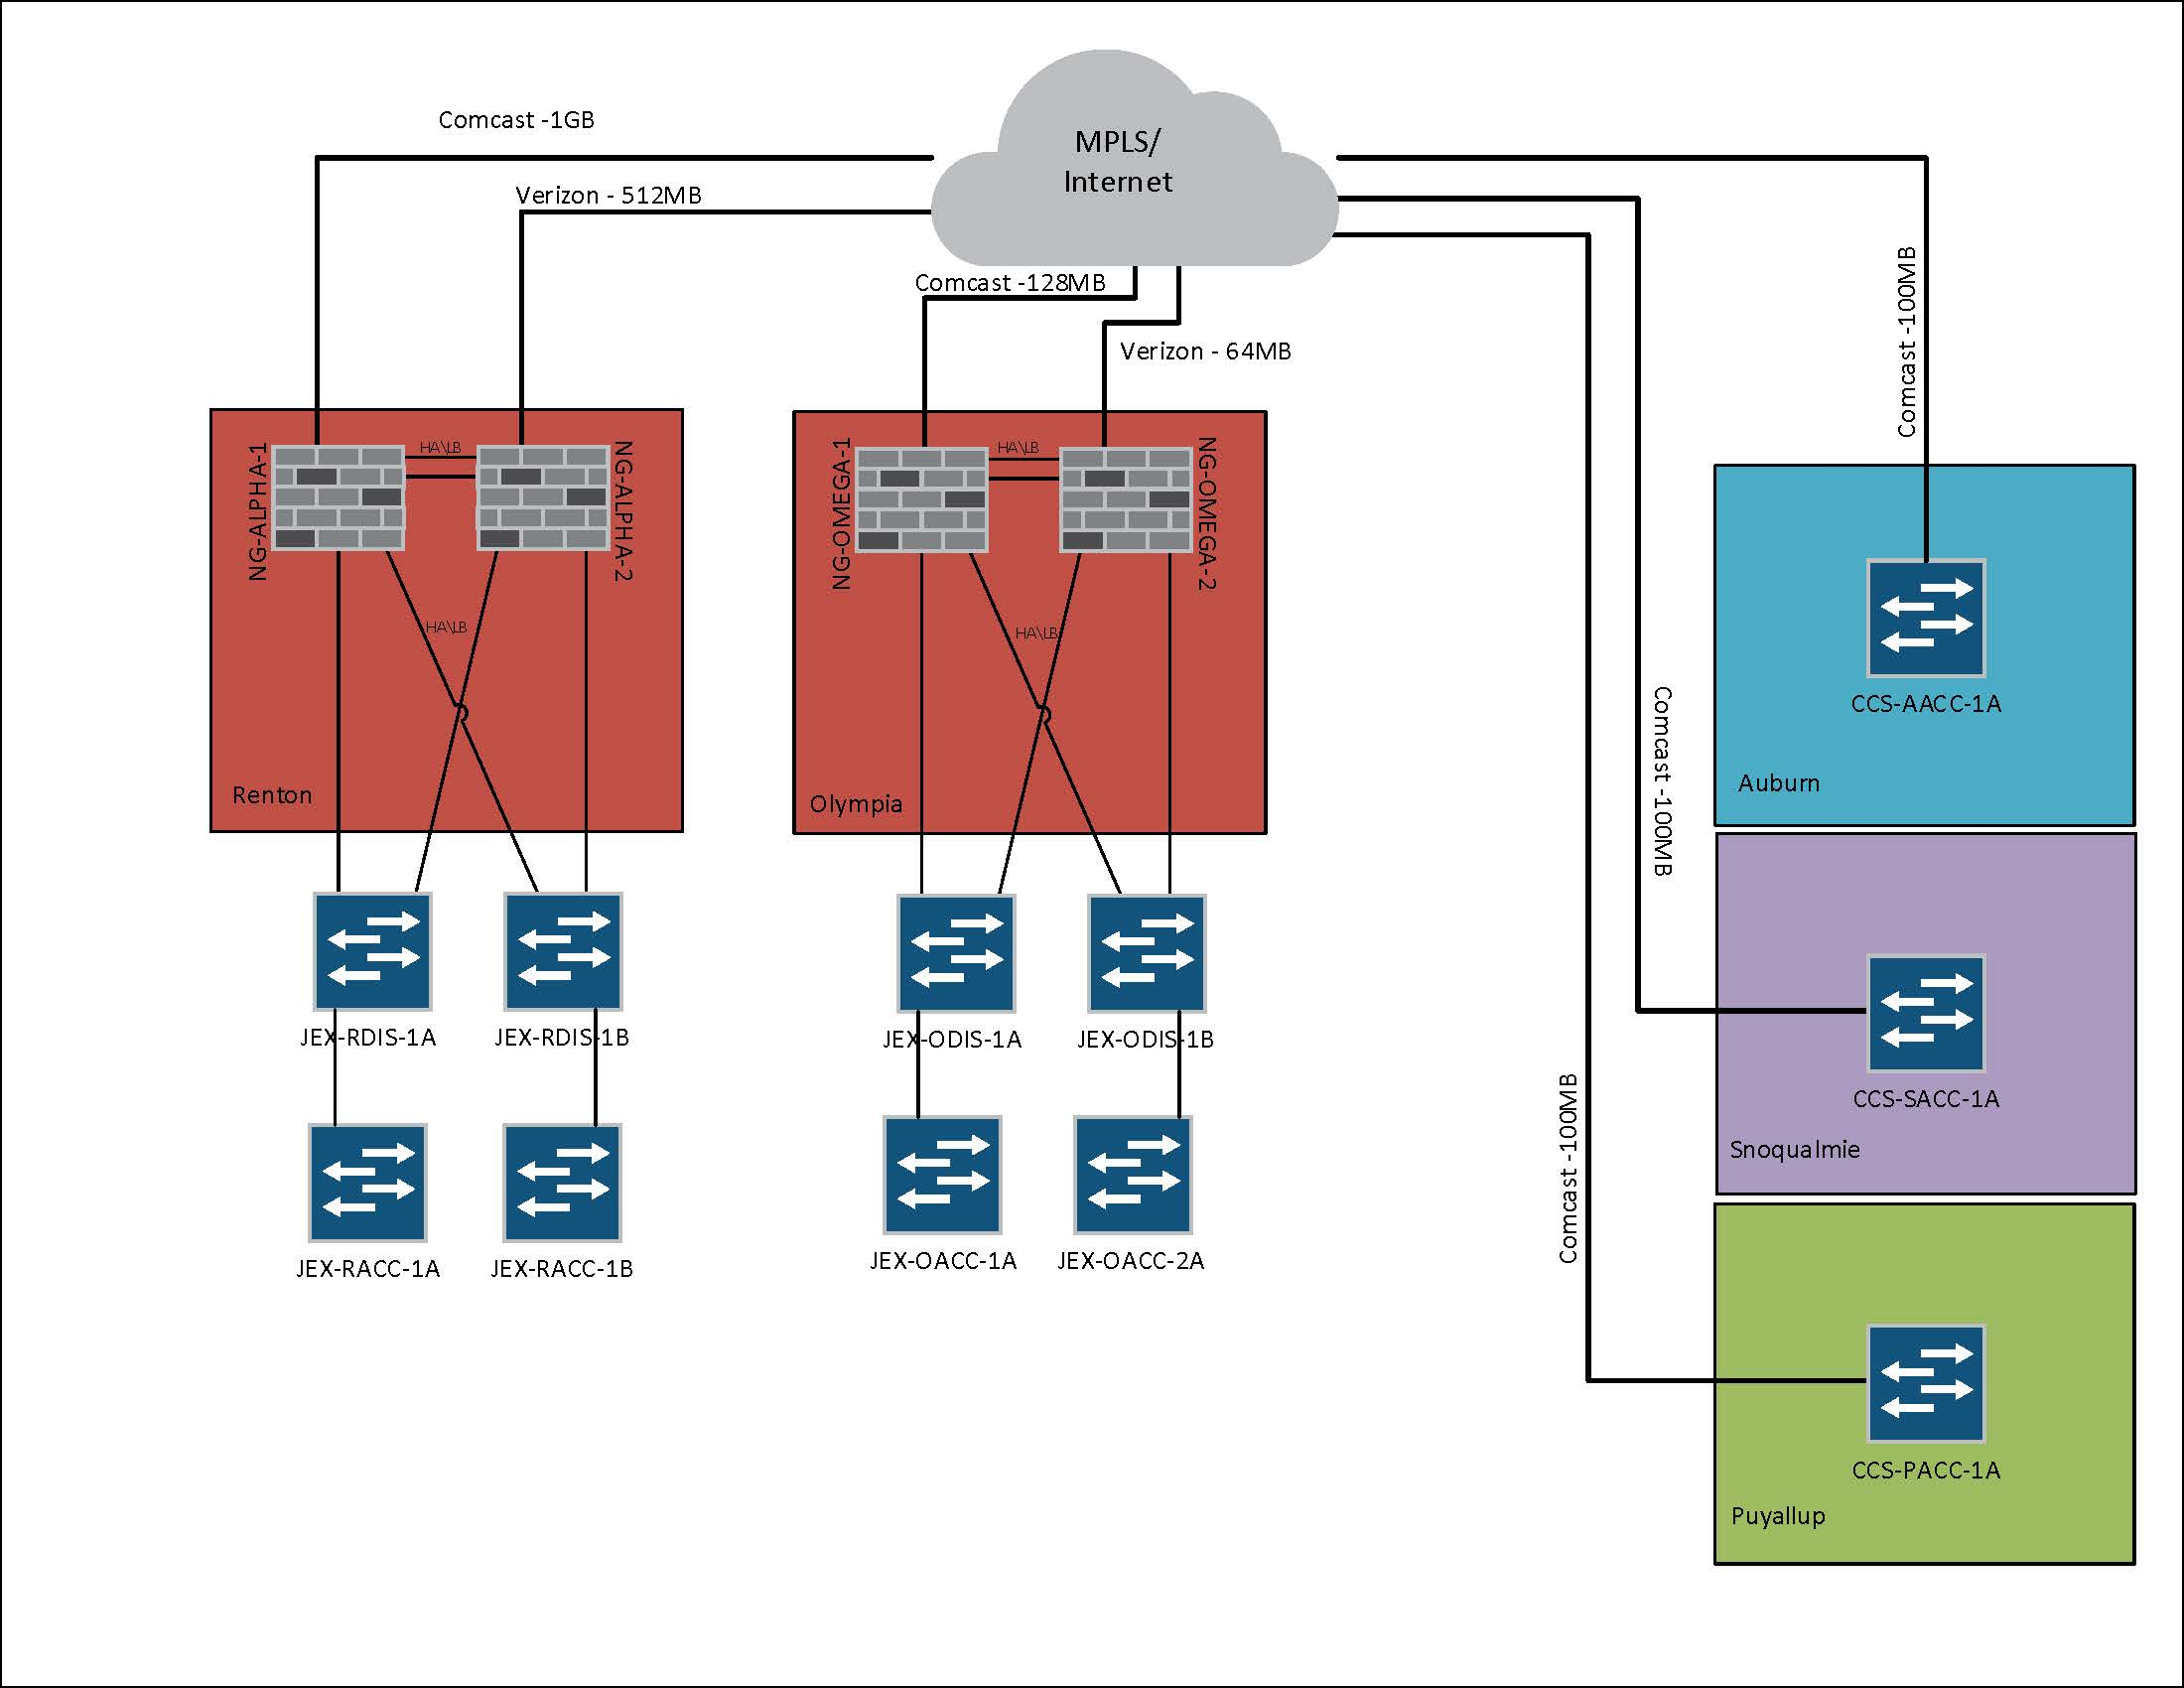 MPLS/
Internet
Comcast -1GB
Verizon - 512MB
Comcast -128MB
Verizon - 64MB
Comcast -100MB
Comcast -100MB
Comcast -100MB
NG-ALPHA-1
HA\LB
NG-ALPHA-2
HA\LB
Renton
NG-OMEGA-1
HA\LB
NG-OMEGA-2
HA\LB
Olympia
JEX-RDIS-1A
JEX-RDIS-1B
JEX-ODIS-1A
JEX-ODIS-1B
JEX-RACC-1A
JEX-RACC-1B
JEX-OACC-1A
JEX-OACC-2A
CCS-AACC-1A
Auburn
CCS-SACC-1A
Snoqualmie
CCS-PACC-1A
Puyallup